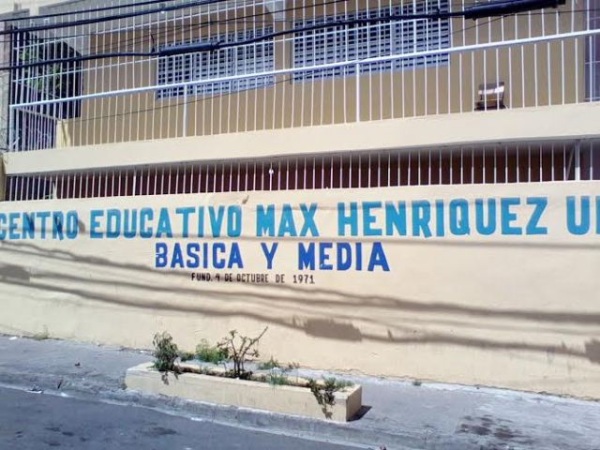 CENTRO EDUCATIVO MAX HENRIQUEZ
BASICA Y MEDIA
FUND. 4 DE OCTUBRE DE 1971